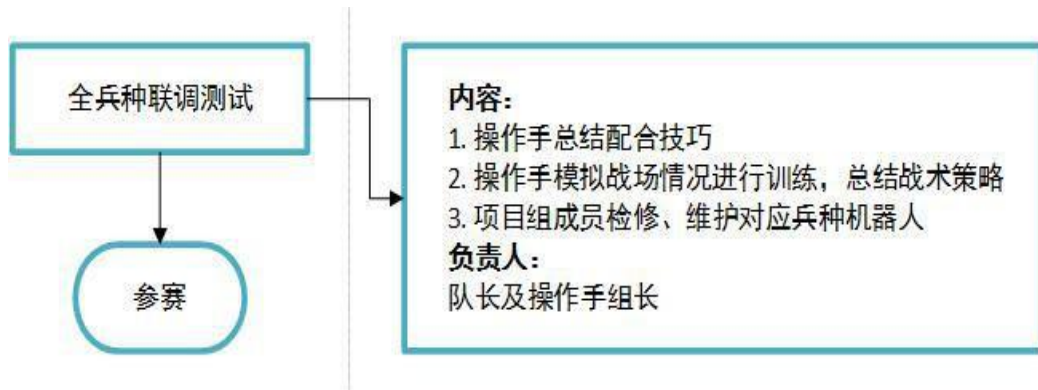 全兵种联调测试
参赛
内容：
1. 操作手总结配合技巧
2. 操作手模拟战场情况进行训练，总结战术策略
3. 项目组成员检修、维护对应兵种机器人
负责人：
队长及操作手组长